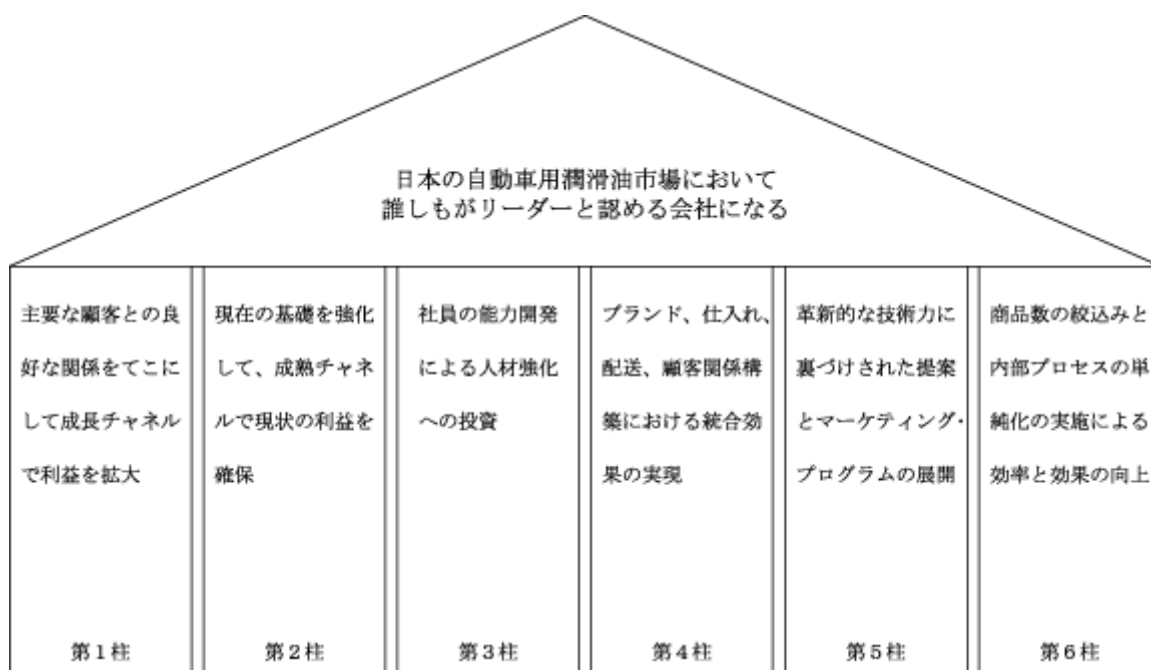 日本の自動車用潤滑油市場において
誰しもがリーダーと認める会社になる
主要な顧客との良
好な関係をてこに
して成長チャネル
で利益を拡大
第1柱
現在の基礎を強化
して、成熟チャネ
ルで現状の利益を
確保
第2柱
社員の能力開発
による人材強化
への投資
第3柱
ブランド、仕入れ、
配送、顧客関係構
築における統合効
果の実現
第4柱
革新的な技術力に
裏づけされた提案
とマーケティング・
プログラムの展開
第5柱
商品数の絞込みと
内部プロセスの単
純化の実施による
効率と効果の向上
第6柱